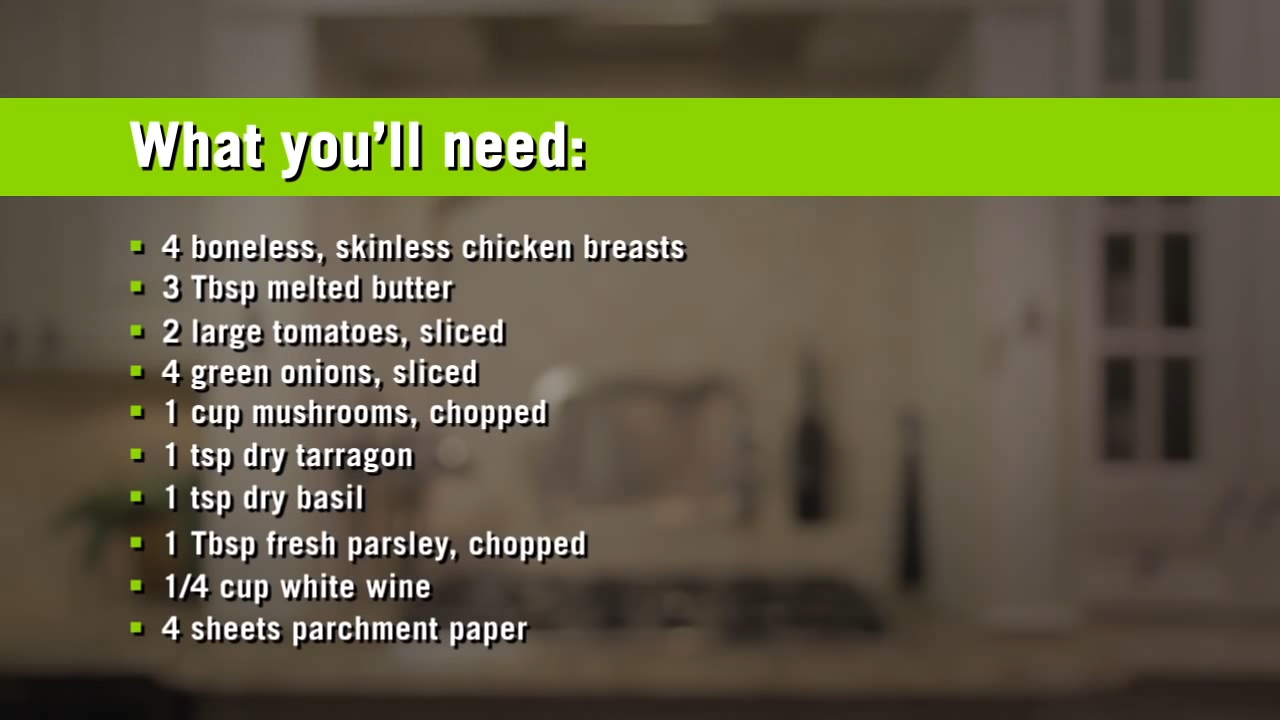 What you'll need:
4 boneless, skinless chicken breasts
3 Tbsp melted butter
2 large tomatoes, sliced
4 green onions, sliced
1 cup mushrooms, chopped
1 tsp dry tarragon
1 tsp dry basil
1 Tbsp fresh parsley, chopped
1/4 cup white wine
4 sheets parchment paper